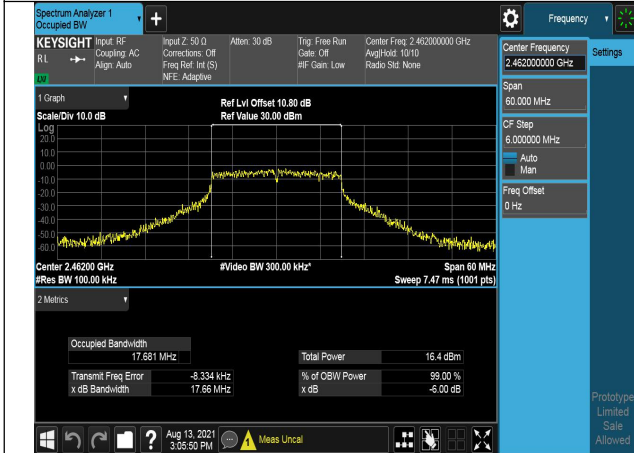 Spectrum Analyzer 1
Occupied BW
+
Frequency
KEYSIGHT
R L
Input: RF
Coupling: AC
Align: Auto
Input Z: 50 Ω
Corrections: Off
Freq Ref: Int (S)
NFE: Adaptive
Atten: 30 dB
Trig: Free Run
Gate: Off
#IF Gain: Low
Center Freq: 2.462000000 GHz
Avg|Hold: 10/10
Radio Std: None
Center Frequency
2.462000000 GHz
Settings
Span
60.000 MHz
CF Step
6.000000 MHz
Auto
Man
Freq Offset
0 Hz
1 Graph
Scale/Div 10.0 dB
Ref Lvl Offset 10.80 dB
Ref Value 30.00 dBm
Log
20.0
10.0
0.00
-10.0
-20.0
-30.0
-40.0
-50.0
-60.0
Center 2.46200 GHz
#Res BW 100.00 kHz
#Video BW 300.00 kHz*
Span 60 MHz
Sweep 7.47 ms (1001 pts)
2 Metrics
Occupied Bandwidth
17.681 MHz
Total Power 16.4 dBm
Transmit Freq Error -8.334 kHz
% of OBW Power 99.00 %
x dB Bandwidth 17.66 MHz
x dB -6.00 dB
Prototype
Limited
Sale
Allowed
?
Aug 13, 2021
3:05:50 PM
Meas Uncal